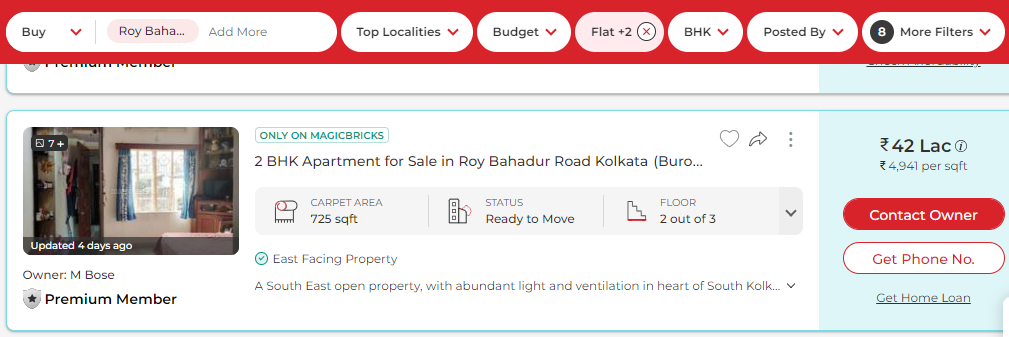 Buy
Roy Baha...
Add More
Top Localities
Budget
Flat +2
BHK
Posted By
8
More Filters
Premium Member
7 +
Updated 4 days ago
Owner: M Bose
Premium Member
ONLY ON MAGICBRICKS
2 BHK Apartment for Sale in Roy Bahadur Road Kolkata (Buro...
CARPET AREA
725 sqft
STATUS
Ready to Move
FLOOR
2 out of 3
East Facing Property
A South East open property, with abundant light and ventilation in heart of South Kolk...
₹42 Lac
₹ 4,941 per sqft
Contact Owner
Get Phone No.
Get Home Loan